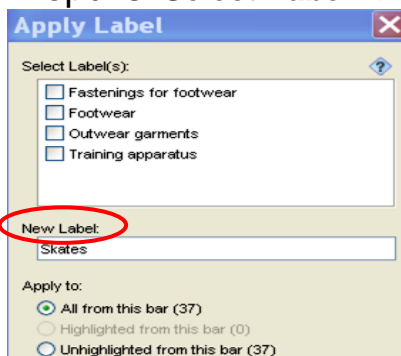 Apply Label
Select Label(s):
Fastenings for footwear
Footwear
Outwear garments
Training apparatus
New Label:
Skates
Apply to:
All from this bar (37)
Highlighted from this bar (0)
Unhighlighted from this bar (37)